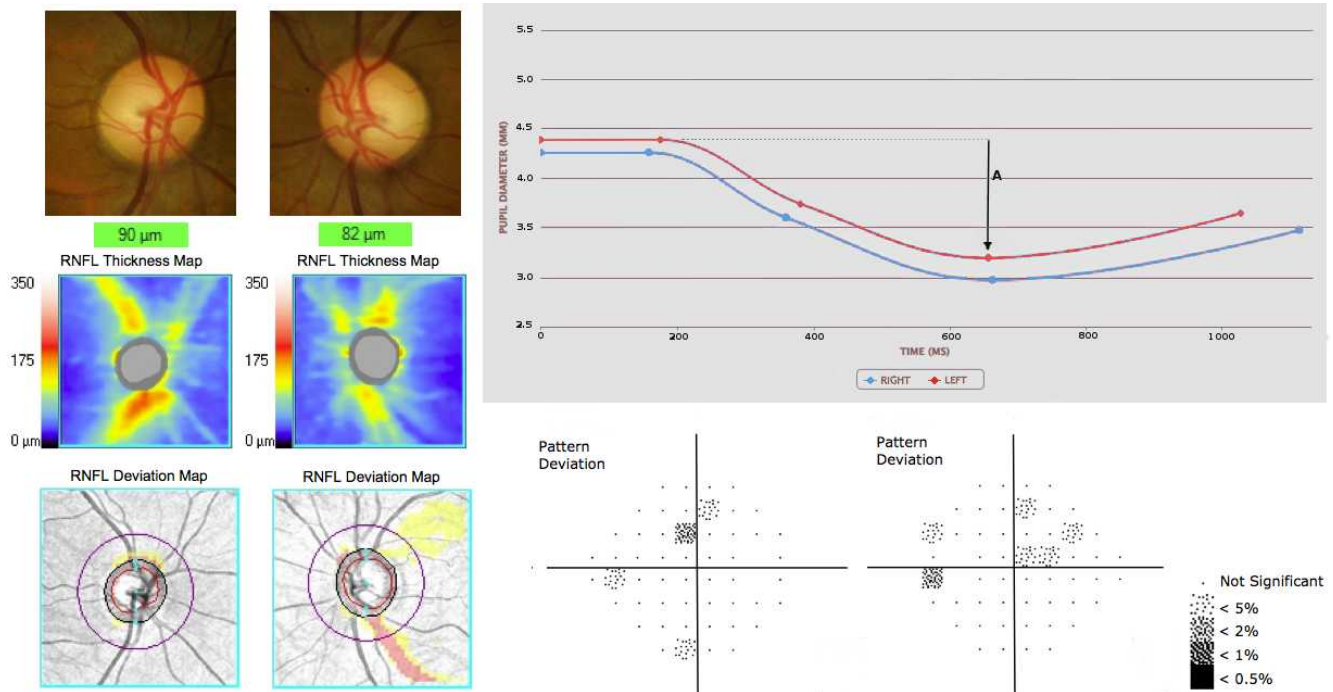 90 µm
82 µm
RNFL Thickness Map
RNFL Thickness Map
350
175
0 µm
350
175
0 µm
RNFL Deviation Map
RNFL Deviation Map
PUPIL DIAMETER (MM)
5.5
5.0
4.5
4.0
3.5
3.0
2.5
A
0
200
400
600
800
1000
TIME (MS)
RIGHT
LEFT
Pattern
Deviation
Pattern
Deviation
Not Significant
< 5%
< 2%
< 1%
< 0.5%